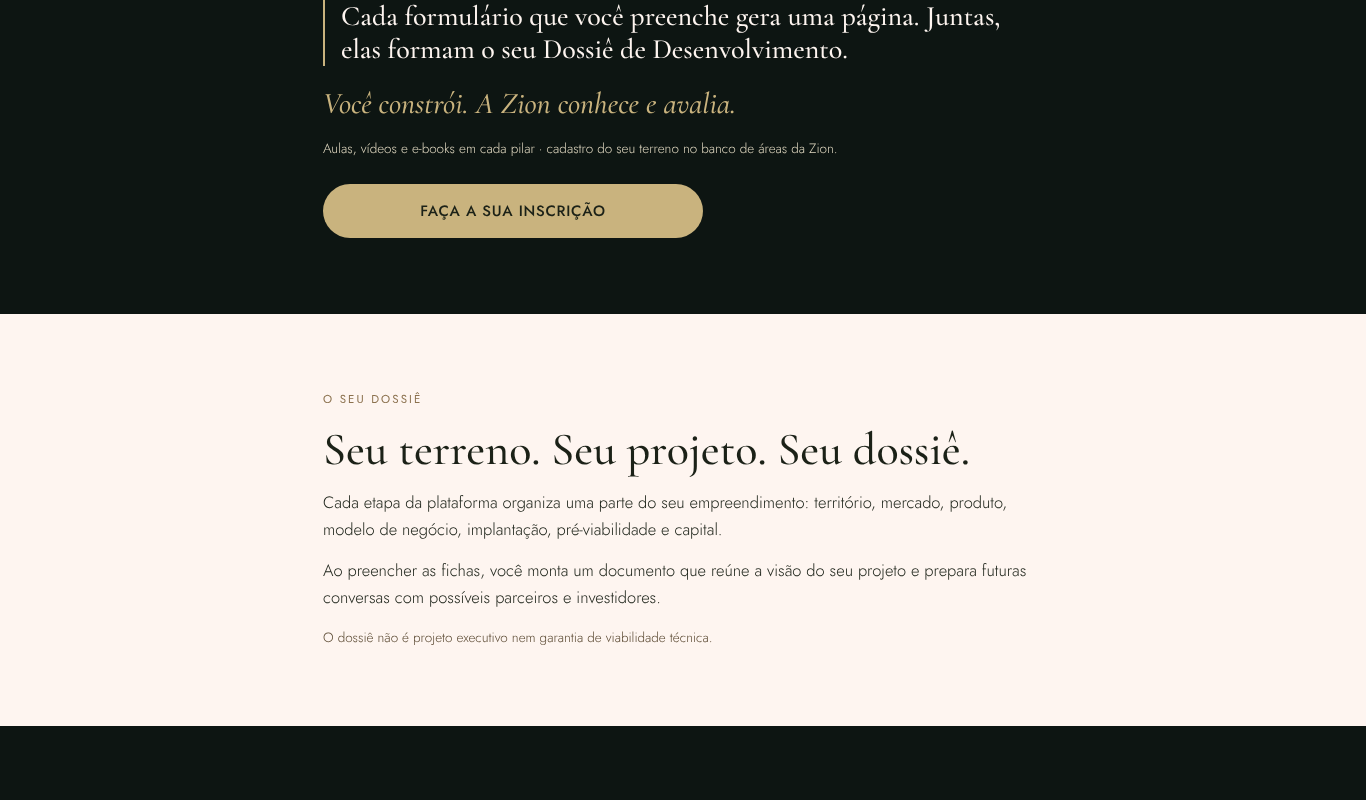 Cada formulário que você preenche gera uma página. Juntas,
elas formam o seu Dossiê de Desenvolvimento.
Você constrói. A Zion conhece e avalia.
Aulas, vídeos e e-books em cada pilar · cadastro do seu terreno no banco de áreas da Zion.
FAÇA A SUA INSCRIÇÃO
O SEU DOSSIÊ
Seu terreno. Seu projeto. Seu dossiê.
Cada etapa da plataforma organiza uma parte do seu empreendimento: território, mercado, produto,
modelo de negócio, implantação, pré-viabilidade e capital.
Ao preencher as fichas, você monta um documento que reúne a visão do seu projeto e prepara futuras
conversas com possíveis parceiros e investidores.
O dossiê não é projeto executivo nem garantia de viabilidade técnica.